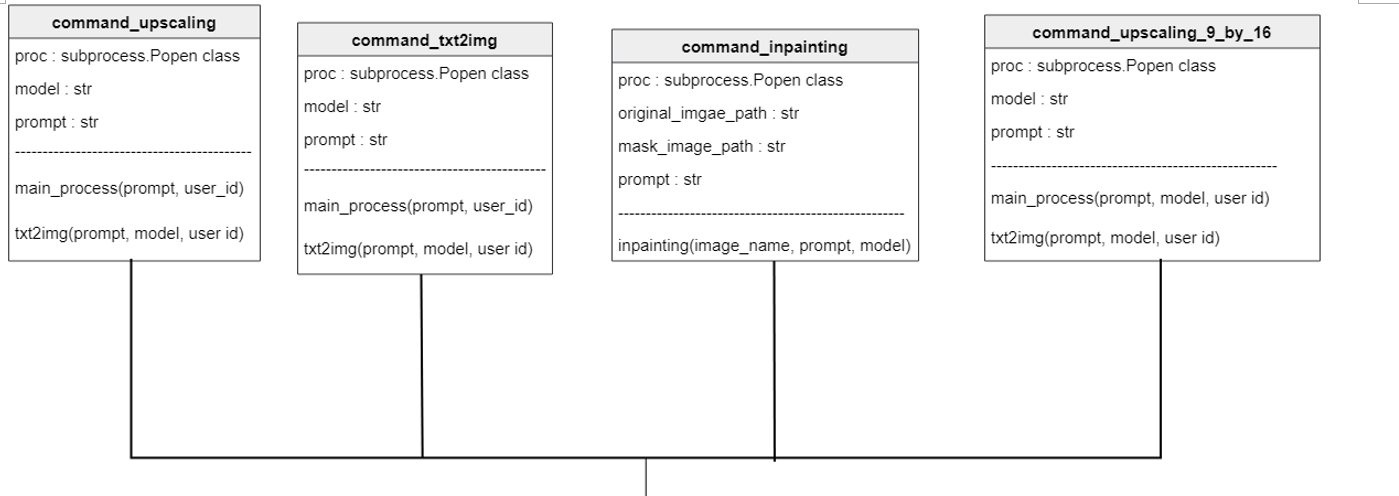 command_upscaling
proc : subprocess.Popen class
model : str
prompt : str
main_process(prompt, user_id)
txt2img(prompt, model, user id)
command_txt2img
proc : subprocess.Popen class
model : str
prompt : str
main_process(prompt, user_id)
txt2img(prompt, model, user id)
command_inpainting
proc : subprocess.Popen class
original_imgae_path : str
mask_image_path : str
prompt : str
inpainting(image_name, prompt, model)
command_upscaling_9_by_16
proc : subprocess.Popen class
model : str
prompt : str
main_process(prompt, model, user id)
txt2img(prompt, model, user id)